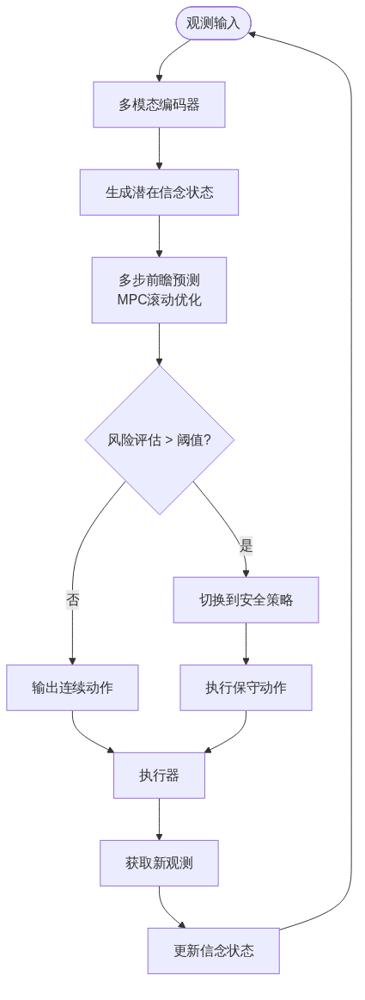 观测输入
多模态编码器
生成潜在信念状态
多步前瞻预测
MPC滚动优化
风险评估 > 阈值?
是
否
切换到安全策略
输出连续动作
执行保守动作
执行器
获取新观测
更新信念状态